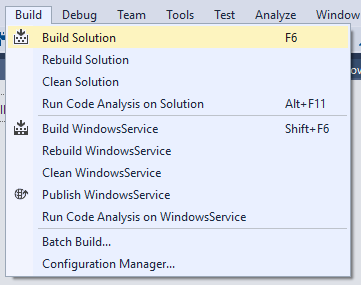 Build Debug Team Tools Test Analyze Window
Build Solution F6
Rebuild Solution
Clean Solution
Run Code Analysis on Solution Alt+F11
Build WindowsService Shift+F6
Rebuild WindowsService
Clean WindowsService
Publish WindowsService
Run Code Analysis on WindowsService
Batch Build...
Configuration Manager...